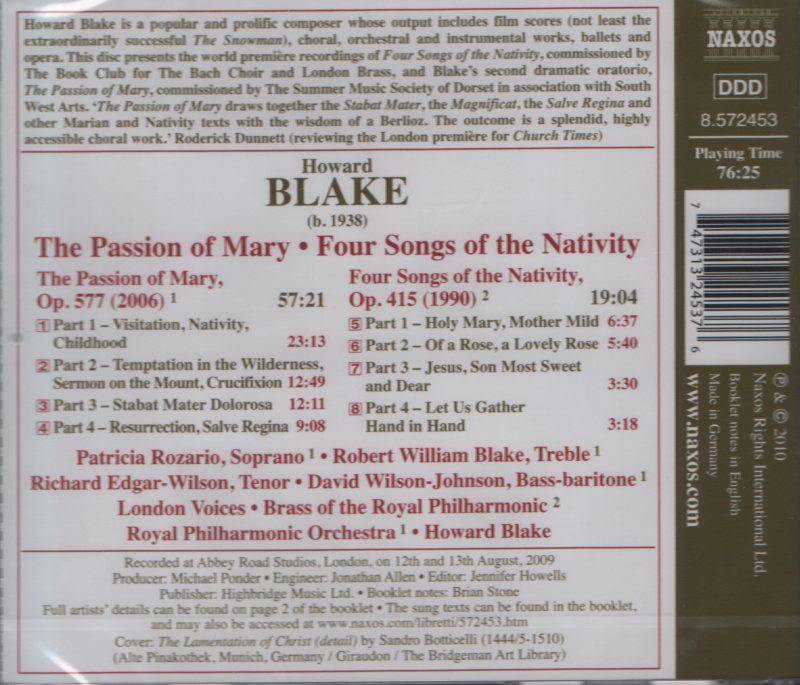 Howard Blake is a popular and prolific composer whose output includes film scores (not least the
extraordinarily successful The Snowman), choral, orchestral and instrumental works, ballets and
opera. This disc presents the world première recordings of Four Songs of the Nativity, commissioned by
The Book Club for The Bach Choir and London Brass, and Blake's second dramatic oratorio,
The Passion of Mary, commissioned by The Summer Music Society of Dorset in association with South
West Arts. ‘The Passion of Mary draws together the Stabat Mater, the Magnificat, the Salve Regina and
other Marian and Nativity texts with the wisdom of a Berlioz. The outcome is a splendid, highly
accessible choral work.’ Roderick Dunnett (reviewing the London première for Church Times)
Howard
BLAKE
(b. 1938)
The Passion of Mary • Four Songs of the Nativity
The Passion of Mary,
Op. 577 (2006) 1 57:21
1 Part 1 – Visitation, Nativity,
Childhood 23:13
2 Part 2 – Temptation in the Wilderness,
Sermon on the Mount, Crucifixion 12:49
3 Part 3 – Stabat Mater Dolorosa 12:11
4 Part 4 – Resurrection, Salve Regina 9:08
Four Songs of the Nativity,
Op. 415 (1990) 2 19:04
5 Part 1 – Holy Mary, Mother Mild 6:37
6 Part 2 – Of a Rose, a Lovely Rose 5:40
7 Part 3 – Jesus, Son Most Sweet
and Dear 3:30
8 Part 4 – Let Us Gather
Hand in Hand 3:18
Patricia Rozario, Soprano 1 • Robert William Blake, Treble 1
Richard Edgar-Wilson, Tenor • David Wilson-Johnson, Bass-baritone 1
London Voices • Brass of the Royal Philharmonic 2
Royal Philharmonic Orchestra 1 • Howard Blake
Recorded at Abbey Road Studios, London, on 12th and 13th August, 2009
Producer: Michael Ponder • Engineer: Jonathan Allen • Editor: Jennifer Howells
Publisher: Highbridge Music Ltd. • Booklet notes: Brian Stone
Full artists' details can be found on page 2 of the booklet • The sung texts can be found in the booklet,
and may also be accessed at www.naxos.com/libretti/572453.htm
Cover: The Lamentation of Christ (detail) by Sandro Botticelli (1444/5-1510)
(Alte Pinakothek, Munich, Germany / Giraudon / The Bridgeman Art Library)
NAXOS
DDD
8.572453
Playing Time
76:25
7 47313 24537 6
℗ & © 2010
Naxos Rights International Ltd.
Booklet notes in English
Made in Germany
www.naxos.com